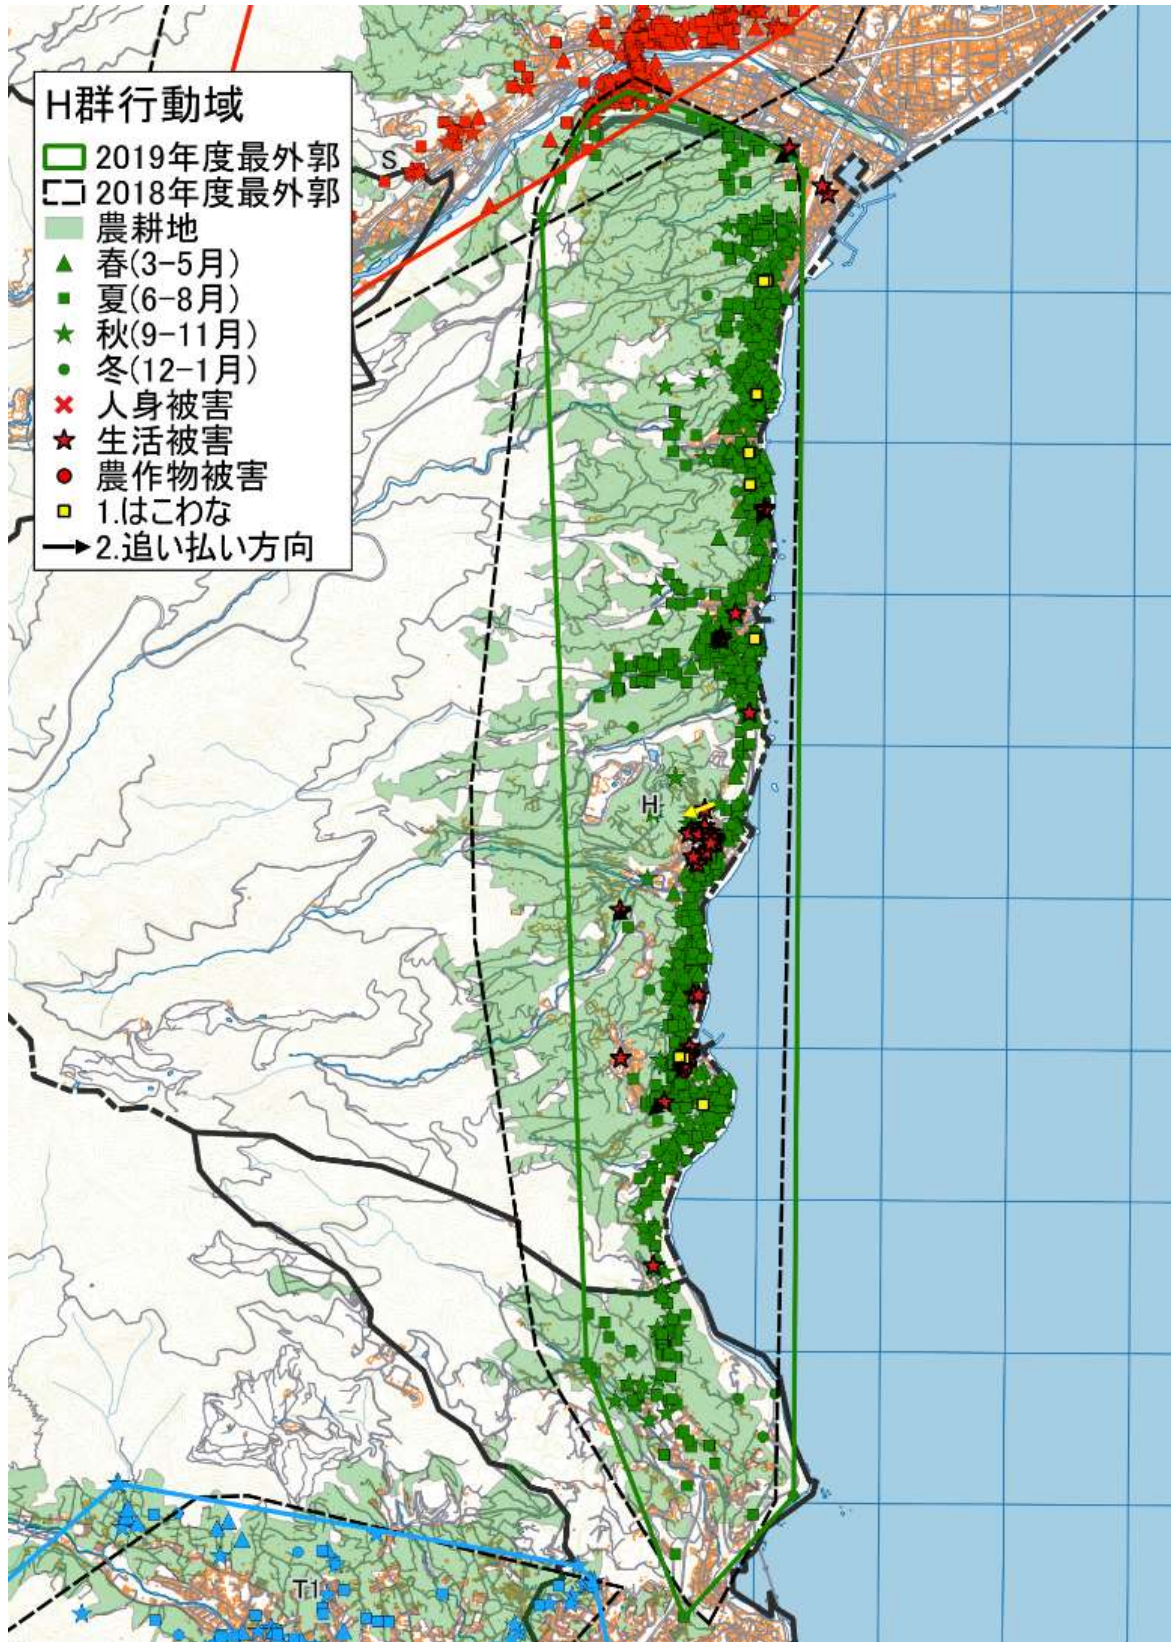 H群行動域
2019年度最外郭
2018年度最外郭
農耕地
春(3-5月)
夏(6-8月)
秋(9-11月)
冬(12-1月)
人身被害
生活被害
農作物被害
1.はこわな
2.追い払い方向
S
H
T1